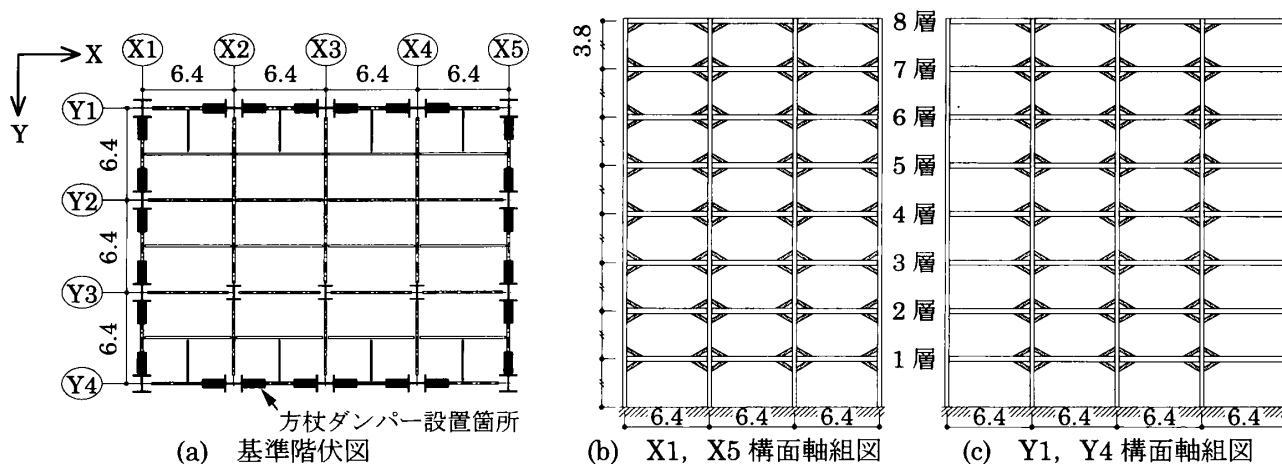 X
Y
X1 X2 X3 X4 X5
6.4 6.4 6.4 6.4
Y1
Y2
Y3
Y4
6.4
6.4
6.4
方杖ダンパー設置箇所
(a) 基準階伏図
3.8
6.4 6.4 6.4
(b) X1, X5 構面軸組図
8 層
7 層
6 層
5 層
4 層
3 層
2 層
1 層
6.4 6.4 6.4
(c) Y1, Y4 構面軸組図